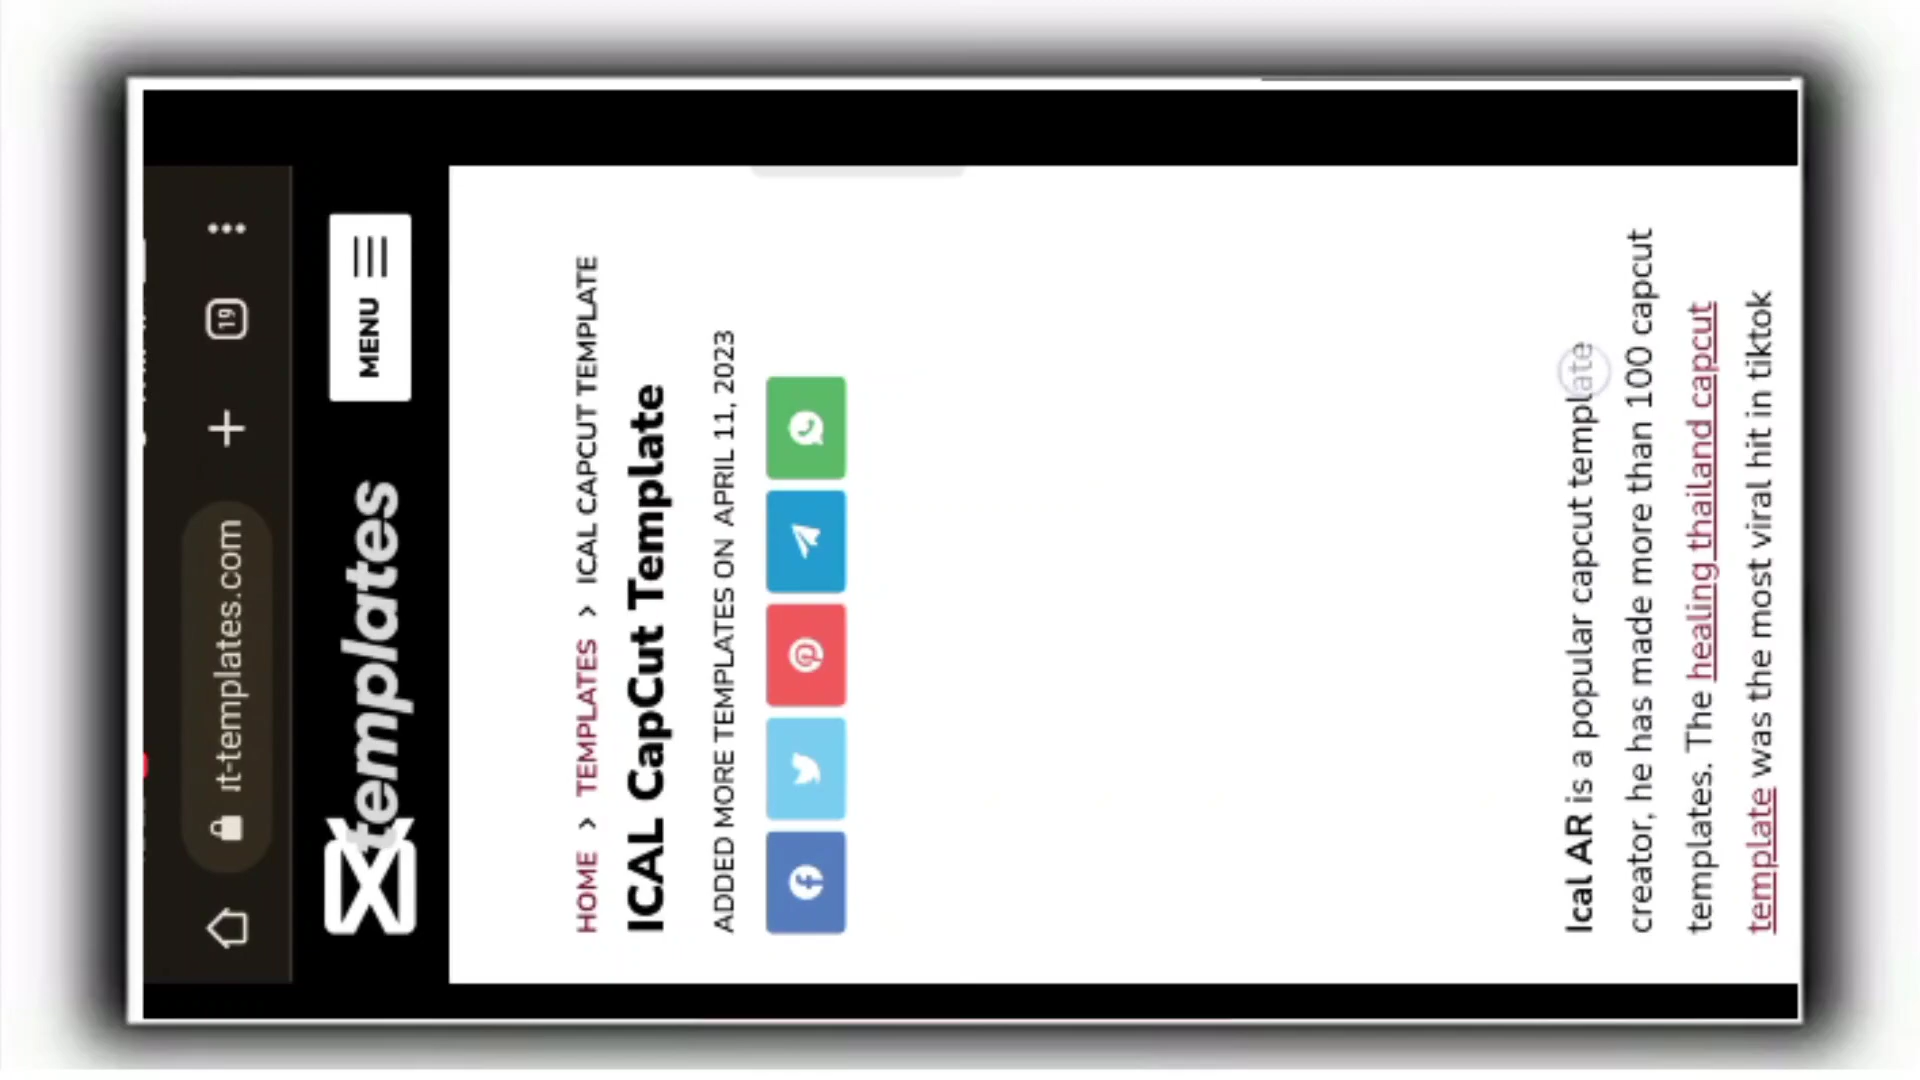 19
ıt-templates.com
templates
MENU
HOME > TEMPLATES > ICAL CAPCUT TEMPLATE
ICAL CapCut Template
ADDED MORE TEMPLATES ON APRIL 11, 2023
Ical AR is a popular capcut template
creator, he has made more than 100 capcut
templates. The healing thailand capcut
template was the most viral hit in tiktok